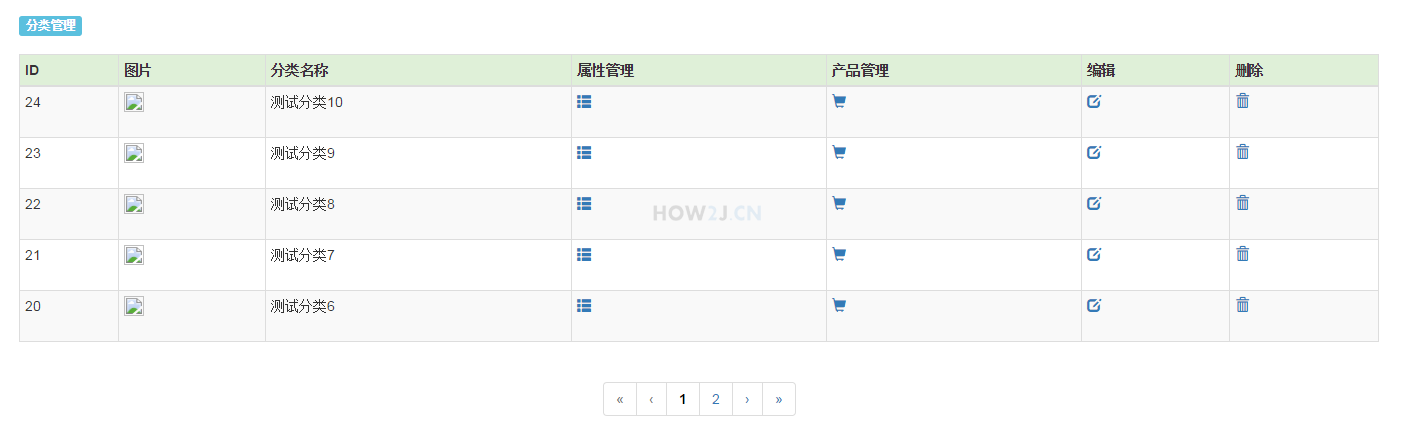 分类管理
ID 图片 分类名称 属性管理 产品管理 编辑 删除
24 测试分类10
23 测试分类9
22 测试分类8
HOW2J.CN
21 测试分类7
20 测试分类6
« ‹ 1 2 › »